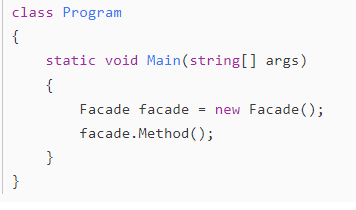 class Program
{
    static void Main(string[] args)
    {
        Facade facade = new Facade();
        facade.Method();
    }
}